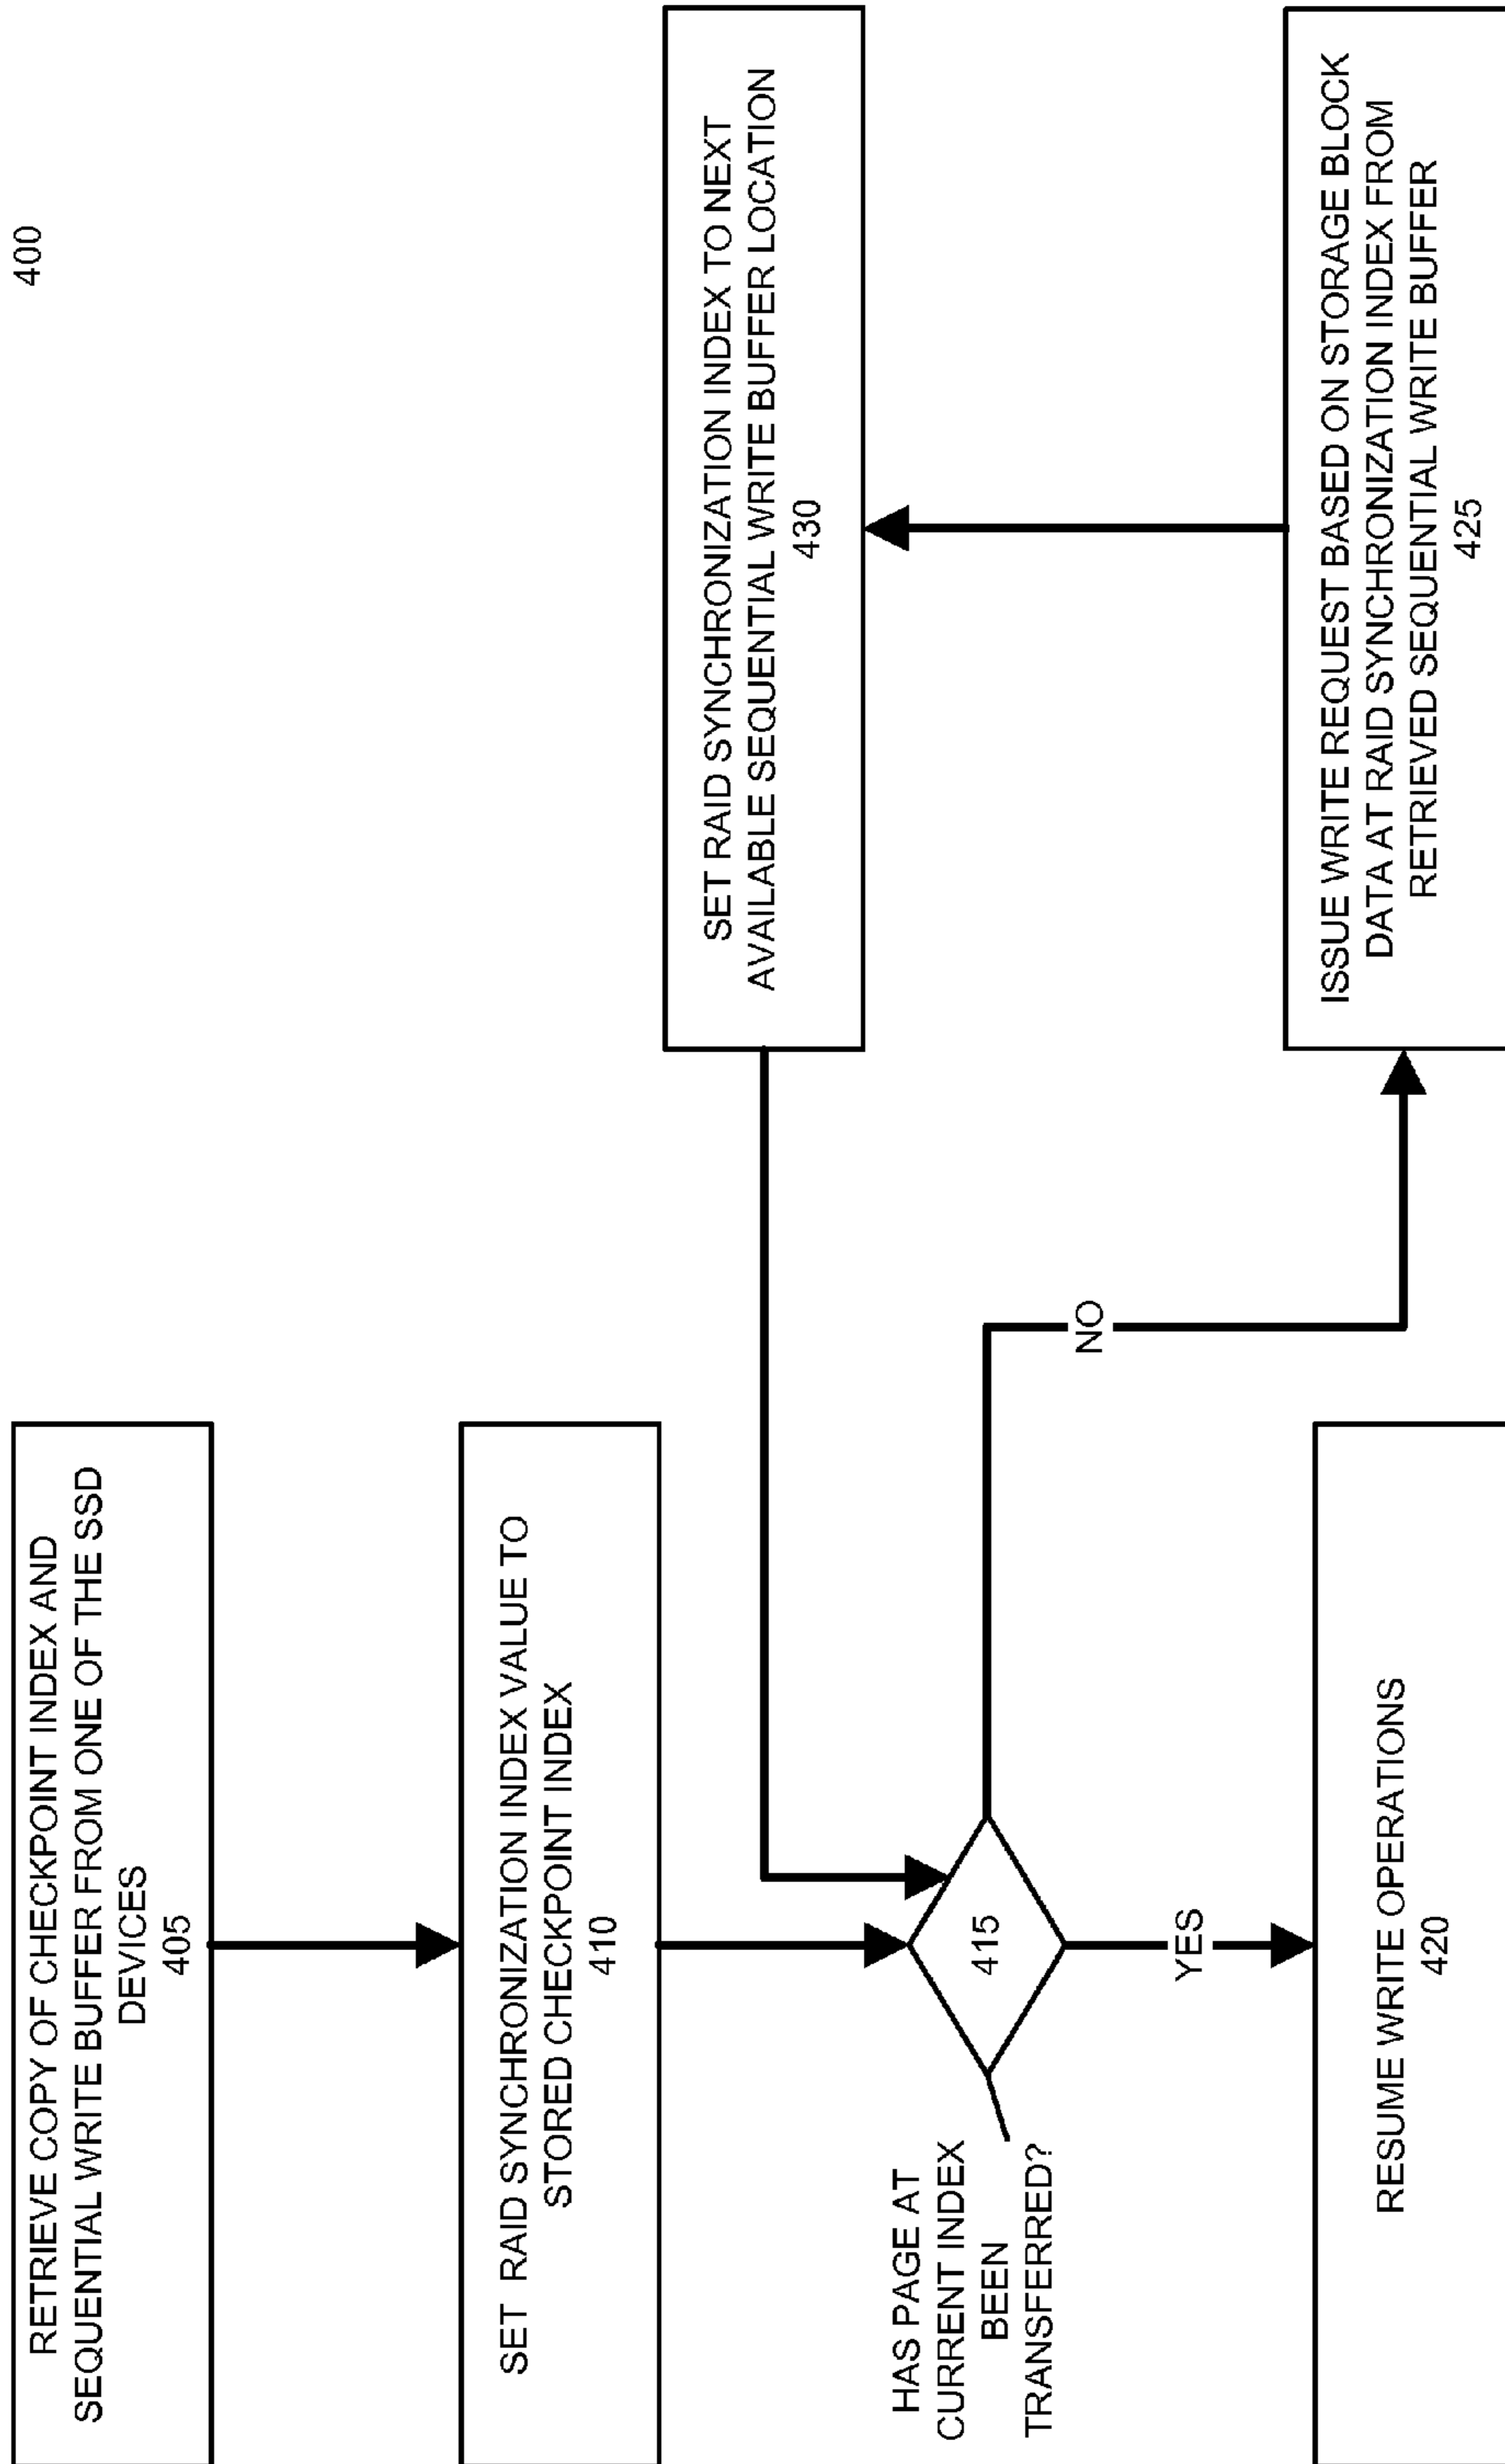 400
RETRIEVE COPY OF CHECKPOINT INDEX AND
SEQUENTIAL WRITE BUFFER FROM ONE OF THE SSD
DEVICES
405
SET RAID SYNCHRONIZATION INDEX VALUE TO
STORED CHECKPOINT INDEX
410
HAS PAGE AT
CURRENT INDEX
BEEN
TRANSFERRED?
415
YES
RESUME WRITE OPERATIONS
420
NO
ISSUE WRITE REQUEST BASED ON STORAGE BLOCK
DATA AT RAID SYNCHRONIZATION INDEX FROM
RETRIEVED SEQUENTIAL WRITE BUFFER
425
SET RAID SYNCHRONIZATION INDEX TO NEXT
AVAILABLE SEQUENTIAL WRITE BUFFER LOCATION
430